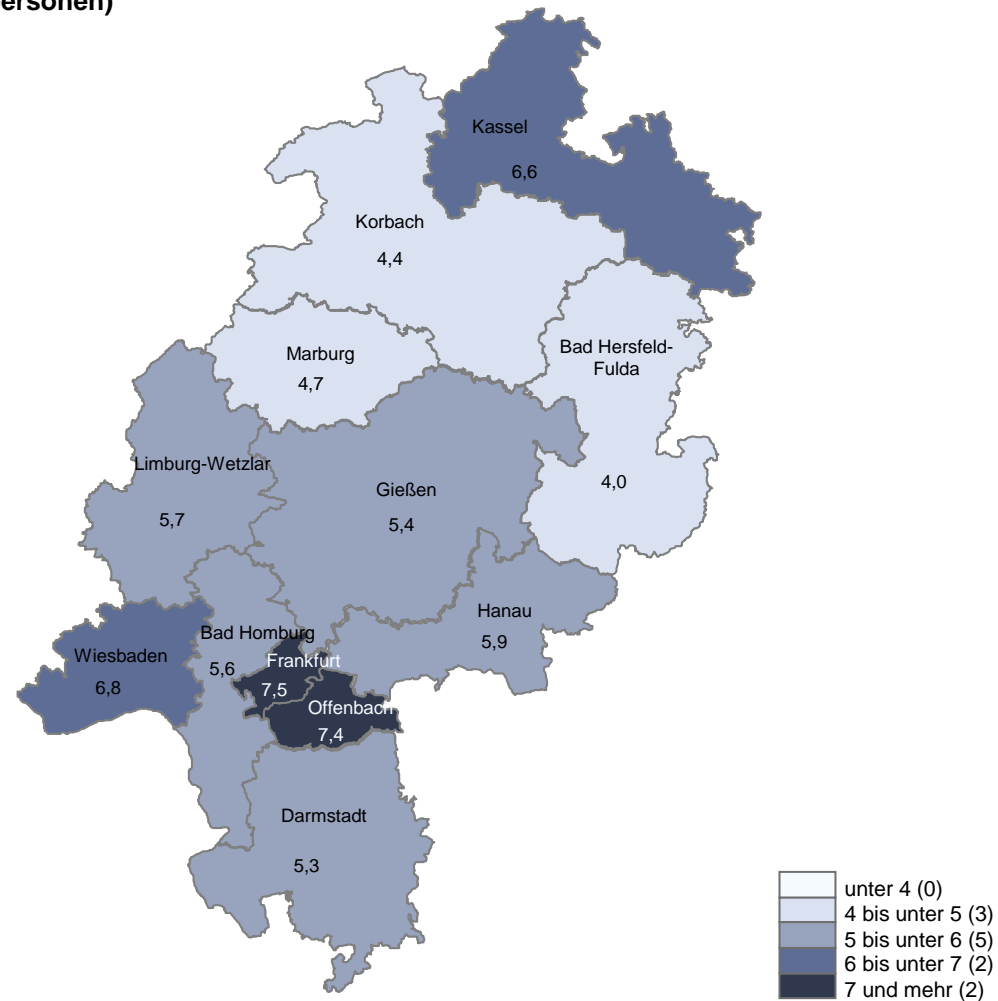 ersonen)
Kassel
6,6
Korbach
4,4
Bad Hersfeld-
Fulda
4,0
Marburg
4,7
Limburg-Wetzlar
5,7
Gießen
5,4
Hanau
5,9
Bad Homburg
5,6
Wiesbaden
6,8
Frankfurt
7,5
Offenbach
7,4
Darmstadt
5,3
unter 4 (0)
4 bis unter 5 (3)
5 bis unter 6 (5)
6 bis unter 7 (2)
7 und mehr (2)